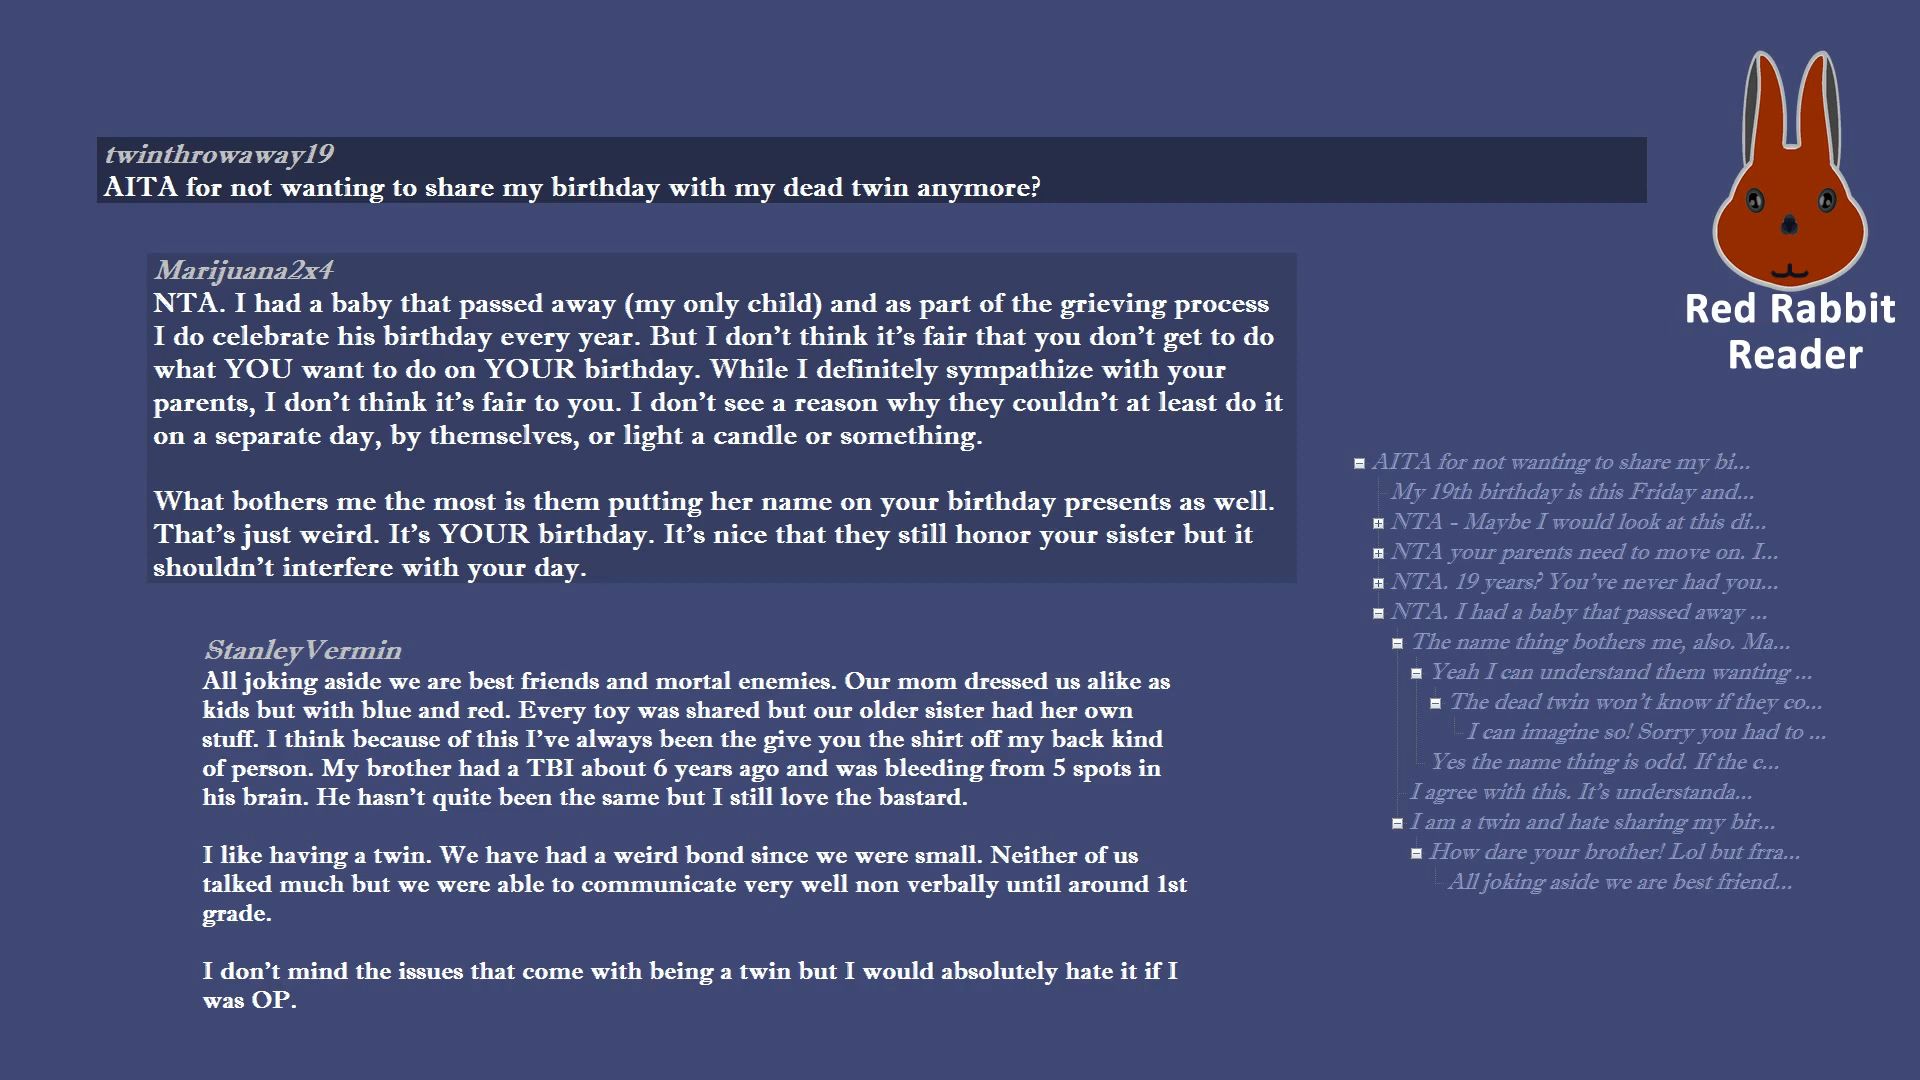 twinthrowaway19
AITA for not wanting to share my birthday with my dead twin anymore?
Marijuana2x4
NTA. I had a baby that passed away (my only child) and as part of the grieving process
I do celebrate his birthday every year. But I don't think it's fair that you don't get to do
what YOU want to do on YOUR birthday. While I definitely sympathize with your
parents, I don't think it's fair to you. I don't see a reason why they couldn't at least do it
on a separate day, by themselves, or light a candle or something.
What bothers me the most is them putting her name on your birthday presents as well.
That's just weird. It's YOUR birthday. It's nice that they still honor your sister but it
shouldn't interfere with your day.
StanleyVermin
All joking aside we are best friends and mortal enemies. Our mom dressed us alike as
kids but with blue and red. Every toy was shared but our older sister had her own
stuff. I think because of this I've always been the give you the shirt off my back kind
of person. My brother had a TBI about 6 years ago and was bleeding from 5 spots in
his brain. He hasn't quite been the same but I still love the bastard.
I like having a twin. We have had a weird bond since we were small. Neither of us
talked much but we were able to communicate very well non verbally until around 1st
grade.
I don't mind the issues that come with being a twin but I would absolutely hate it if I
was OP.
Red Rabbit
Reader
AITA for not wanting to share my bi...
My 19th birthday is this Friday and...
NTA - Maybe I would look at this di...
NTA your parents need to move on. I...
NTA. 19 years? You've never had you...
NTA. I had a baby that passed away ...
The name thing bothers me, also. Ma...
Yeah I can understand them wanting ...
The dead twin won't know if they co...
I can imagine so! Sorry you had to ...
Yes the name thing is odd. If the c...
I agree with this. It's understanda...
I am a twin and hate sharing my bir...
How dare your brother! Lol but frra...
All joking aside we are best friend...